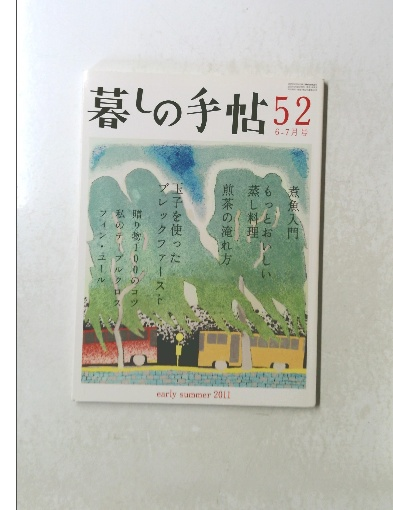 暮しの手帖 52
6-7月号
煮魚入門
もっとおいしい
蒸し料理
煎茶の淹れ方
玉子を使った
ブレックファースト
贈り物100のコツ
私のテーブルクロス
フィン・ユール
early summer 2011